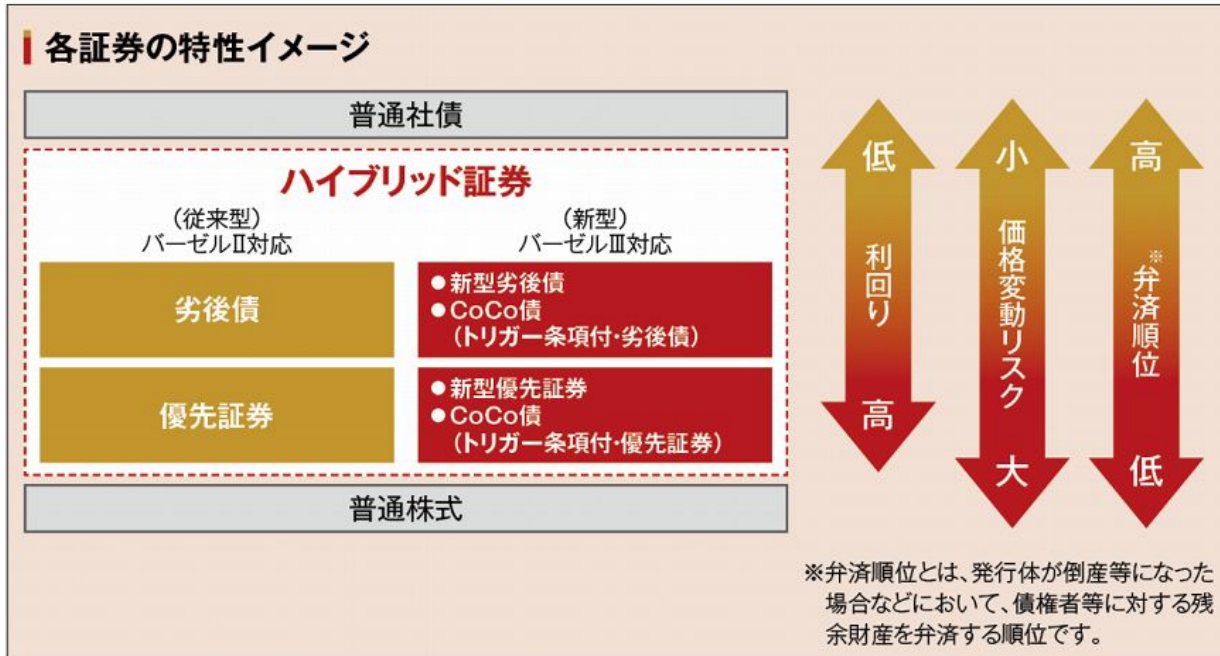 各証券の特性イメージ
普通社債
ハイブリッド証券
(従来型)
バーゼルⅡ対応
(新型)
バーゼルⅢ対応
劣後債
●新型劣後債
●CoCo債
(トリガー条項付・劣後債)
優先証券
●新型優先証券
●CoCo債
(トリガー条項付・優先証券)
普通株式
低
利回り
高
小
価格変動リスク
大
高
※弁済順位
低
※弁済順位とは、発行体が倒産等になった
場合などにおいて、債権者等に対する残
余財産を弁済する順位です。